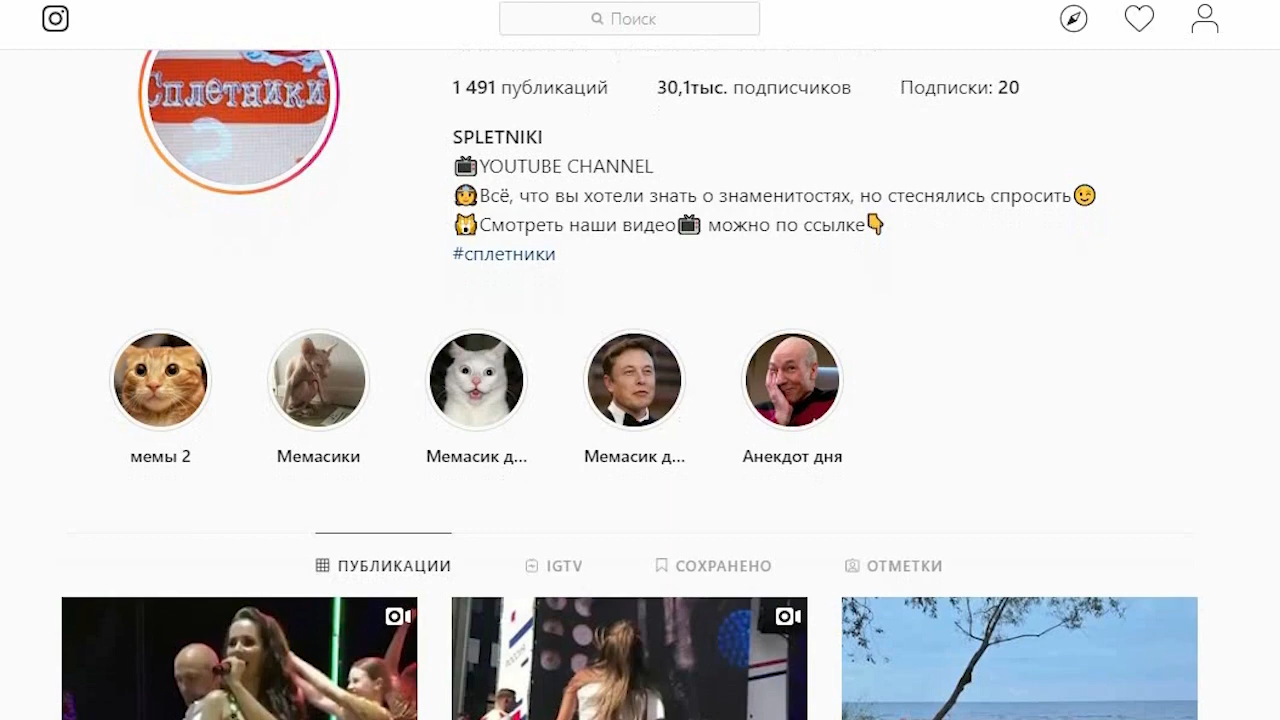 Поиск
Сплетники
1 491 публикаций 30,1тыс. подписчиков Подписки: 20
SPLETNIKI
YOUTUBE CHANNEL
Всё, что вы хотели знать о знаменитостях, но стеснялись спросить
Смотреть наши видео можно по ссылке
#сплетники
мемы 2 Мемасики Мемасик д... Мемасик д... Анекдот дня
ПУБЛИКАЦИИ IGTV СОХРАНЕНО ОТМЕТКИ